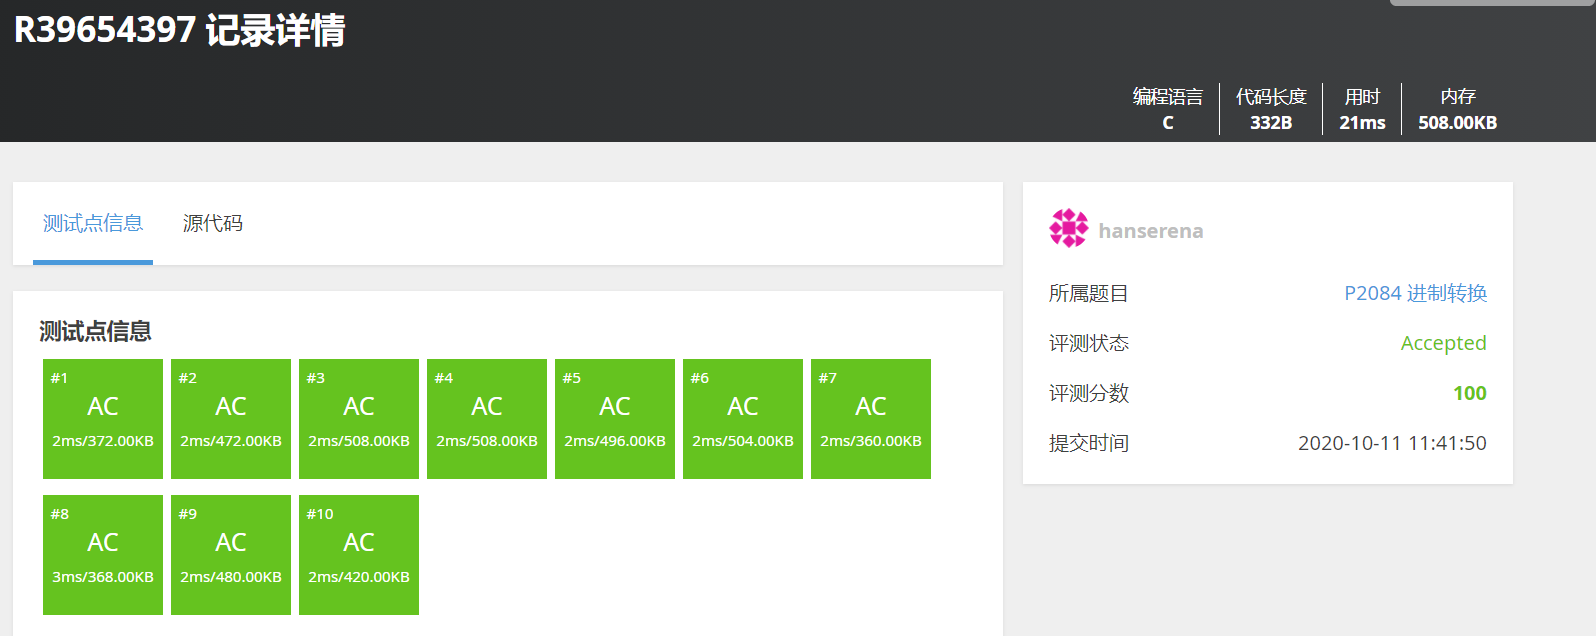 R39654397 记录详情
编程语言 代码长度 用时 内存
C 332B 21ms 508.00KB
测试点信息 源代码
测试点信息
#1 #2 #3 #4 #5 #6 #7
AC AC AC AC AC AC AC
2ms/372.00KB 2ms/472.00KB 2ms/508.00KB 2ms/508.00KB 2ms/496.00KB 2ms/504.00KB 2ms/360.00KB
#8 #9 #10
AC AC AC
3ms/368.00KB 2ms/480.00KB 2ms/420.00KB
hanserena
所属题目 P2084 进制转换
评测状态 Accepted
评测分数 100
提交时间 2020-10-11 11:41:50